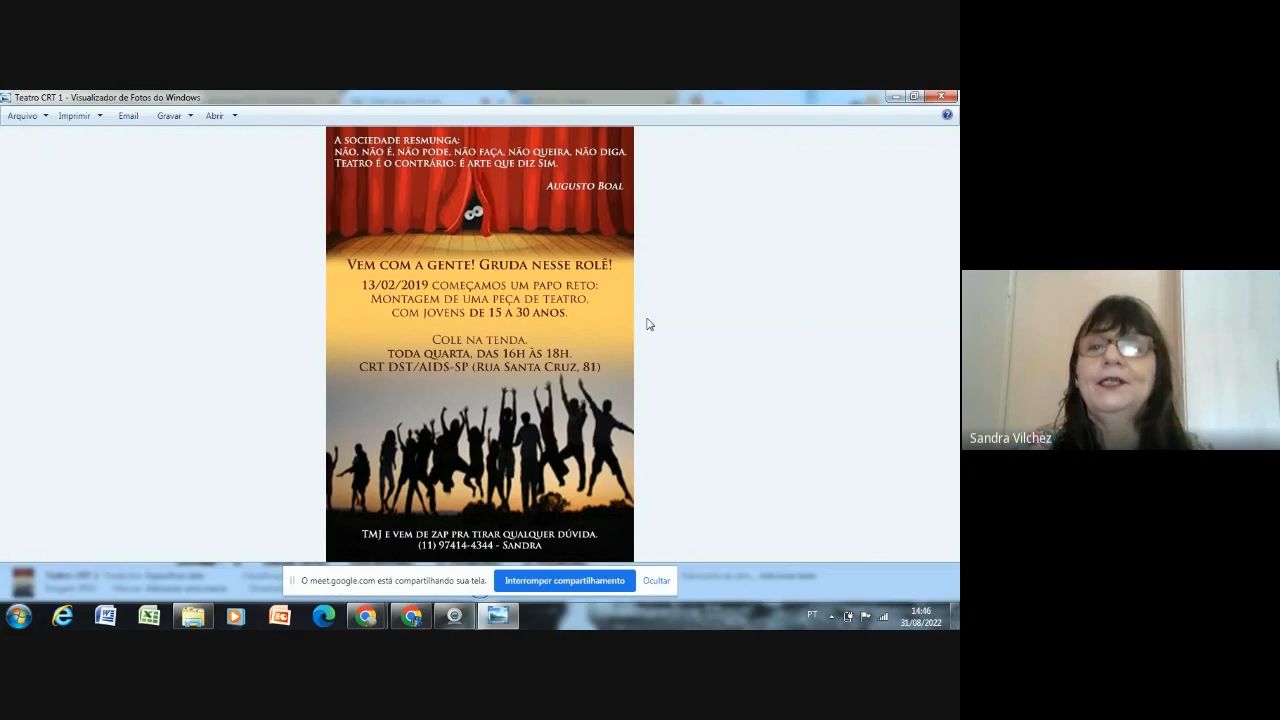 Teatro CRT 1 - Visualizador de Fotos do Windows
Arquivo Imprimir Email Gravar Abrir
A SOCIEDADE RESMUNGA:
NÃO, NÃO É, NÃO PODE, NÃO FAÇA, NÃO QUEIRA, NÃO DIGA.
TEATRO É O CONTRÁRIO: É ARTE QUE DIZ SIM.
AUGUSTO BOAL
VEM COM A GENTE! GRUDA NESSE ROLÊ!
13/02/2019 COMEÇAMOS UM PAPO RETO:
MONTAGEM DE UMA PEÇA DE TEATRO,
COM JOVENS DE 15 A 30 ANOS.
COLE NA TENDA.
TODA QUARTA, DAS 16H ÀS 18H.
CRT DST/AIDS-SP (RUA SANTA CRUZ, 81)
TMJ E VEM DE ZAP PRA TIRAR QUALQUER DÚVIDA.
(11) 97414-4344 - SANDRA
Sandra Vilchez
Teatro CRT 1
O meet.google.com está compartilhando sua tela.
Interromper compartilhamento
Ocultar
PT
14:46
31/08/2022